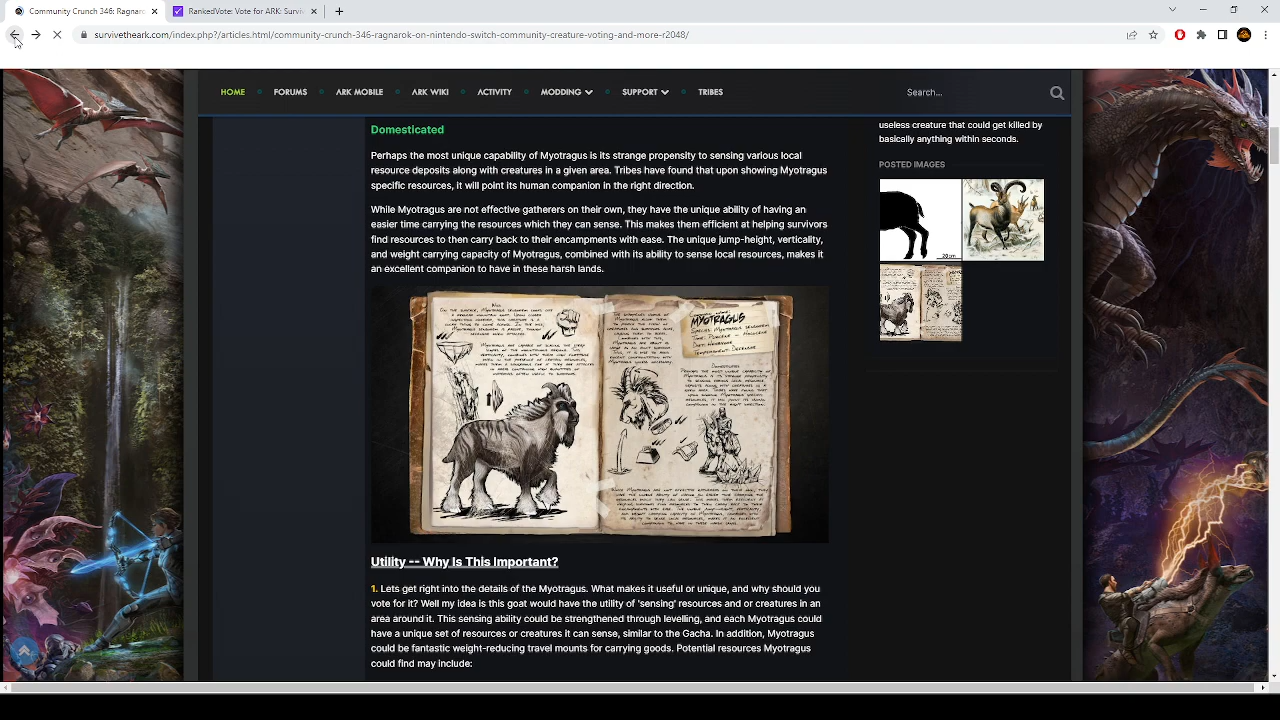 Community Crunch 346: Ragnaro
RankedVote: Vote for ARK: Surviv
survivetheark.com/index.php?/articles.html/community-crunch-346-ragnarok-on-nintendo-switch-community-creature-voting-and-more-r2048/
HOME FORUMS ARK MOBILE ARK WIKI ACTIVITY MODDING SUPPORT TRIBES Search...
Domesticated
Perhaps the most unique capability of Myotragus is its strange propensity to sensing various local
resource deposits along with creatures in a given area. Tribes have found that upon showing Myotragus
specific resources, it will point its human companion in the right direction.
While Myotragus are not effective gatherers on their own, they have the unique ability of having an
easier time carrying the resources which they can sense. This makes them efficient at helping survivors
find resources to then carry back to their encampments with ease. The unique jump-height, verticality,
and weight carrying capacity of Myotragus, combined with its ability to sense local resources, makes it
an excellent companion to have in these harsh lands.
MYOTRAGUS
Utility -- Why Is This Important?
1. Lets get right into the details of the Myotragus. What makes it useful or unique, and why should you
vote for it? Well my idea is this goat would have the utility of 'sensing' resources and or creatures in an
area around it. This sensing ability could be strengthened through levelling, and each Myotragus could
have a unique set of resources or creatures it can sense, similar to the Gacha. In addition, Myotragus
could be fantastic weight-reducing travel mounts for carrying goods. Potential resources Myotragus
could find may include:
useless creature that could get killed by
basically anything within seconds.
POSTED IMAGES
20 cm